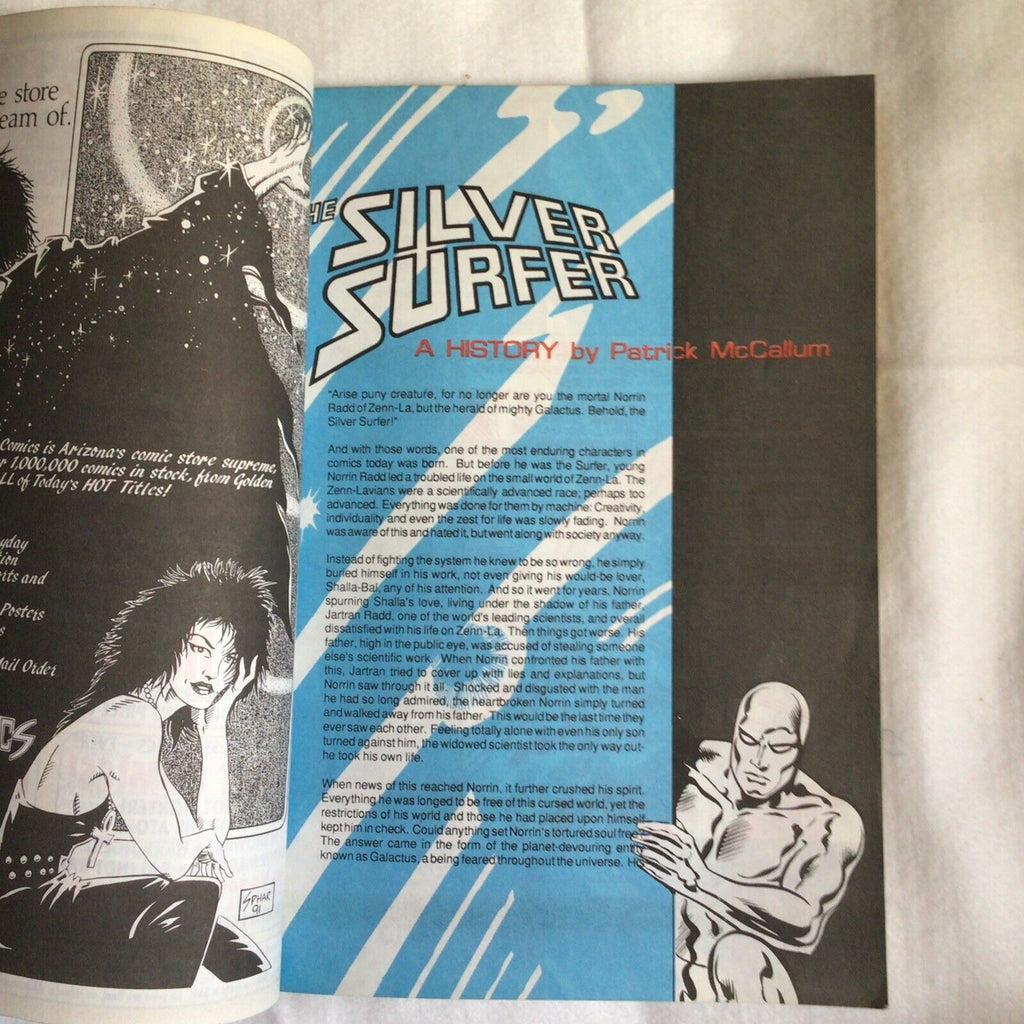 e store
eam of.
Comics is Arizona's comic store supreme,
r 1,000,000 comics in stock, from Golden
LL of Today's HOT Titles!
yday
tion
rts and
Posters
s
Mail Order
CS
SPHAR
91
THE
SILVER
SURFER
A HISTORY by Patrick McCallum
"Arise puny creature, for no longer are you the mortal Norrin
Radd of Zenn-La, but the herald of mighty Galactus. Behold, the
Silver Surfer!"
And with those words, one of the most enduring characters in
comics today was born. But before he was the Surfer, young
Norrin Radd led a troubled life on the small world of Zenn-La. The
Zenn-Lavians were a scientifically advanced race; perhaps too
advanced. Everything was done for them by machine: Creativity,
individuality and even the zest for life was slowly fading. Norrin
was aware of this and hated it, but went along with society anyway.
Instead of fighting the system he knew to be so wrong, he simply
buried himself in his work, not even giving his would-be lover,
Shalla-Bal, any of his attention. And so it went for years, Norrin
spurning Shalla's love, living under the shadow of his father,
Jartran Radd, one of the world's leading scientists, and overall
dissatisfied with his life on Zenn-La. Then things got worse. His
father, high in the public eye, was accused of stealing someone
else's scientific work. When Norrin confronted his father with
this, Jartran tried to cover up with lies and explanations, but
Norrin saw through it all. Shocked and disgusted with the man
he had so long admired, the heartbroken Norrin simply turned
and walked away from his father. This would be the last time they
ever saw each other. Feeling totally alone with even his only son
turned against him, the widowed scientist took the only way out-
he took his own life.
When news of this reached Norrin, it further crushed his spirit.
Everything he was longed to be free of this cursed world, yet the
restrictions of his world and those he had placed upon himself
kept him in check. Could anything set Norrin's tortured soul free?
The answer came in the form of the planet-devouring entity
known as Galactus, a being feared throughout the universe. His